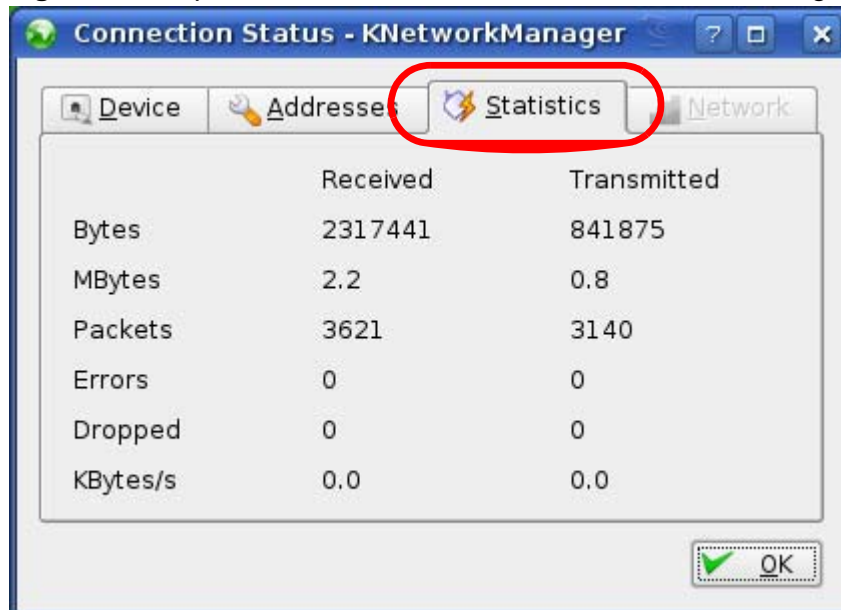 Connection Status - KNetworkManager
Device Addresses Statistics Network
Received Transmitted
Bytes 2317441 841875
MBytes 2.2 0.8
Packets 3621 3140
Errors 0 0
Dropped 0 0
KBytes/s 0.0 0.0
OK